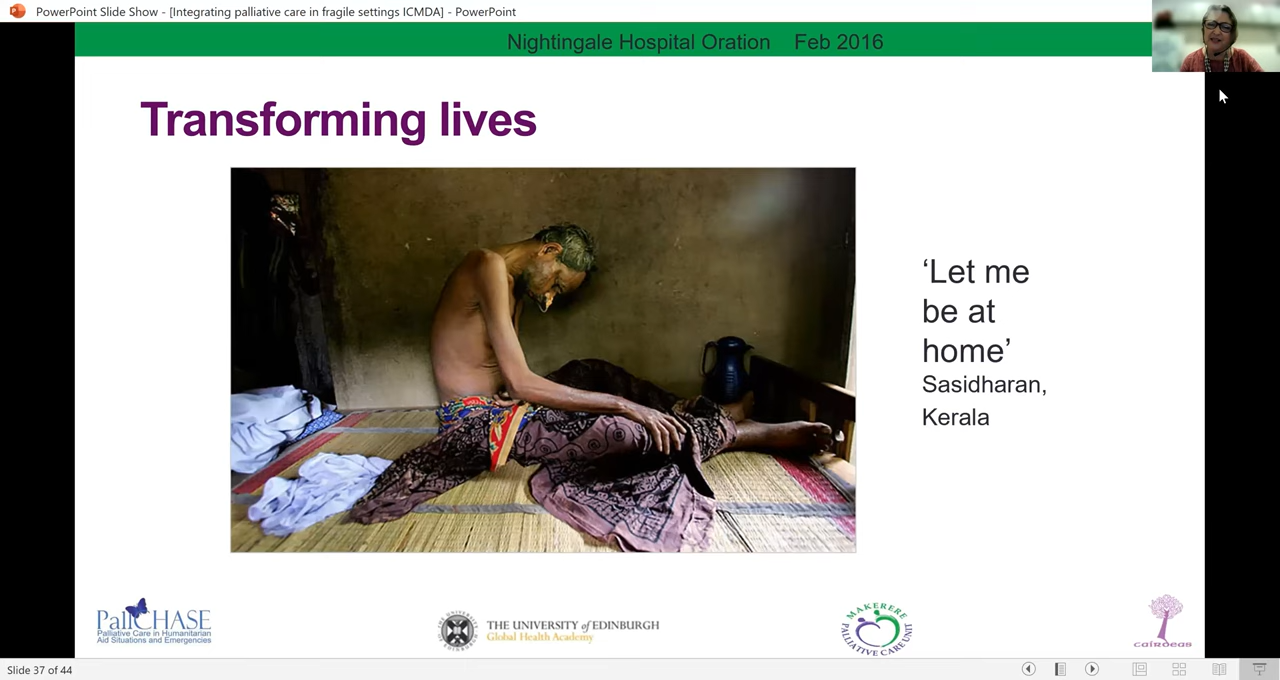 PowerPoint Slide Show - [Integrating palliative care in fragile settings ICMDA] - PowerPoint
Nightingale Hospital Oration Feb 2016
Transforming lives
‘Let me
be at
home’
Sasidharan,
Kerala
PallCHASE
Palliative Care in Humanitarian
Aid Situations and Emergencies
THE UNIVERSITY of EDINBURGH
Global Health Academy
MAKERERE
PALLIATIVE CARE UNIT
cairdeas
Slide 37 of 44